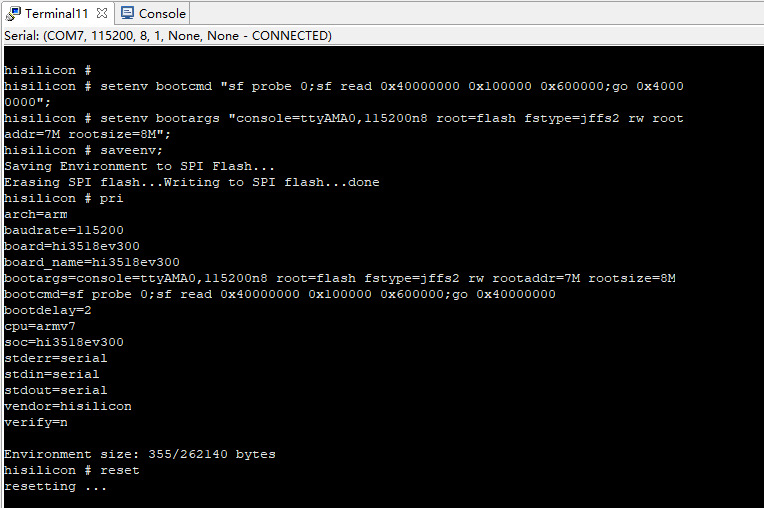 Terminal11
Console
Serial: (COM7, 115200, 8, 1, None, None - CONNECTED)
hisilicon #
hisilicon # setenv bootcmd "sf probe 0;sf read 0x40000000 0x100000 0x600000;go 0x4000
0000";
hisilicon # setenv bootargs "console=ttyAMA0,115200n8 root=flash fstype=jffs2 rw root
addr=7M rootsize=8M";
hisilicon # saveenv;
Saving Environment to SPI Flash...
Erasing SPI flash...Writing to SPI flash...done
hisilicon # pri
arch=arm
baudrate=115200
board=hi3518ev300
board_name=hi3518ev300
bootargs=console=ttyAMA0,115200n8 root=flash fstype=jffs2 rw rootaddr=7M rootsize=8M
bootcmd=sf probe 0;sf read 0x40000000 0x100000 0x600000;go 0x40000000
bootdelay=2
cpu=armv7
soc=hi3518ev300
stderr=serial
stdin=serial
stdout=serial
vendor=hisilicon
verify=n
Environment size: 355/262140 bytes
hisilicon # reset
resetting ...